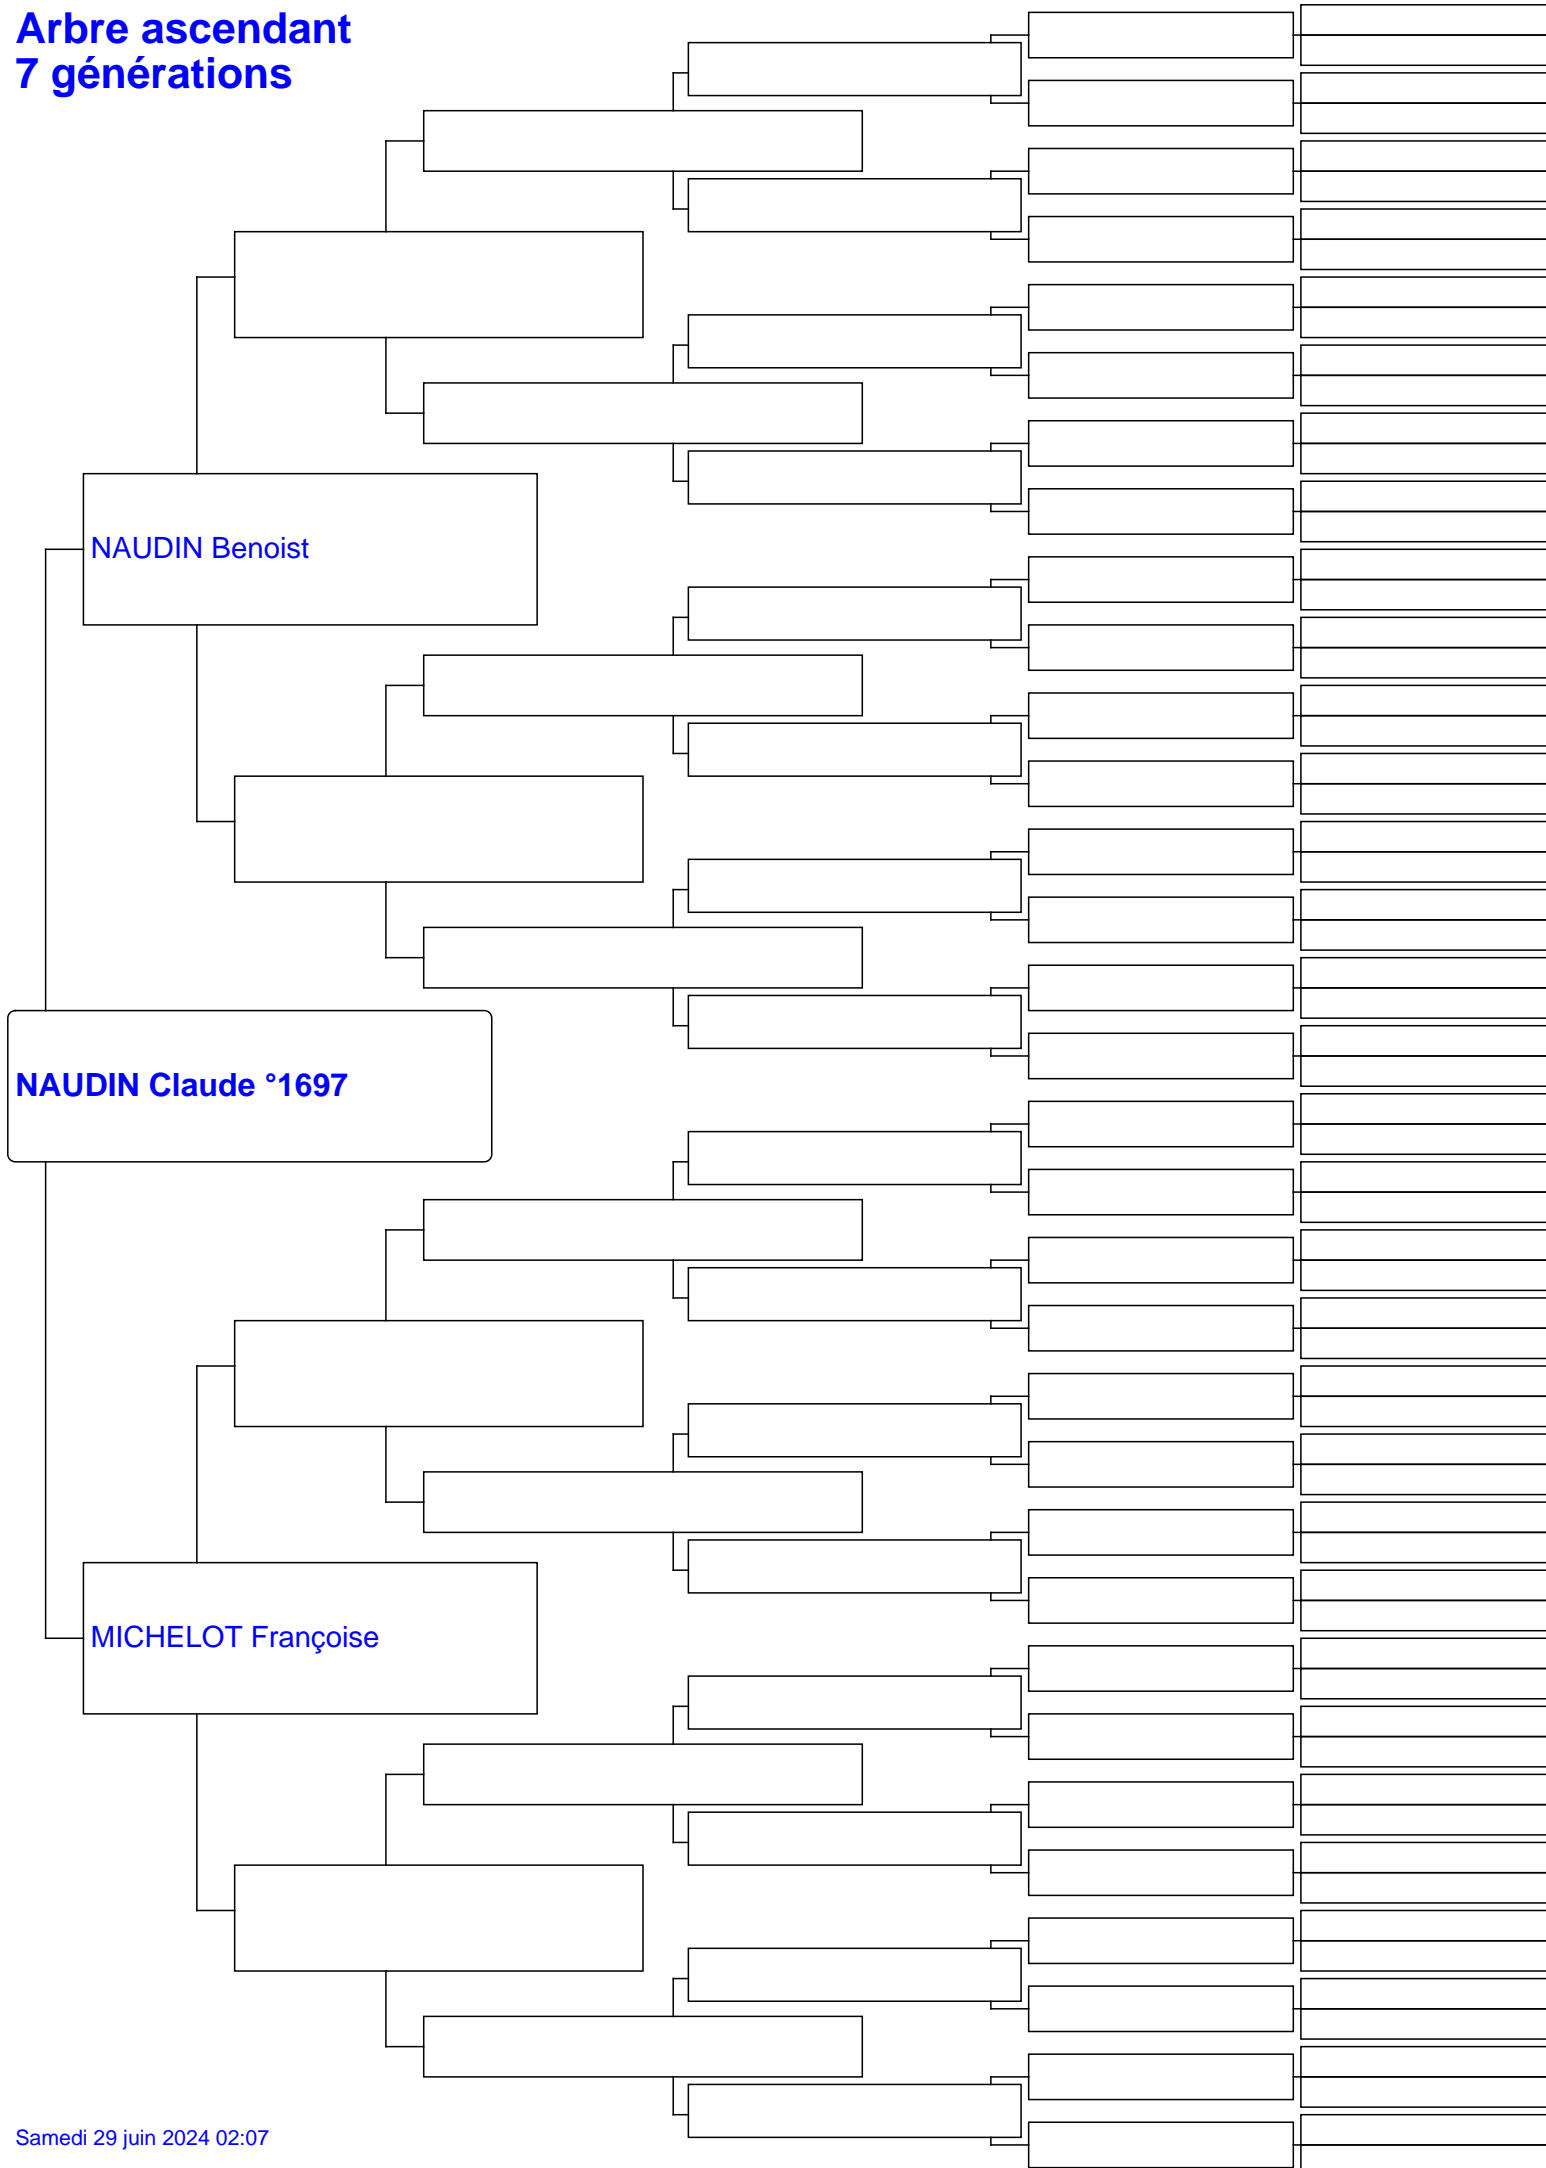 Arbre ascendant
7 générations
NAUDIN Benoist
NAUDIN Claude °1697
MICHELOT Françoise
Samedi 29 juin 2024 02:07